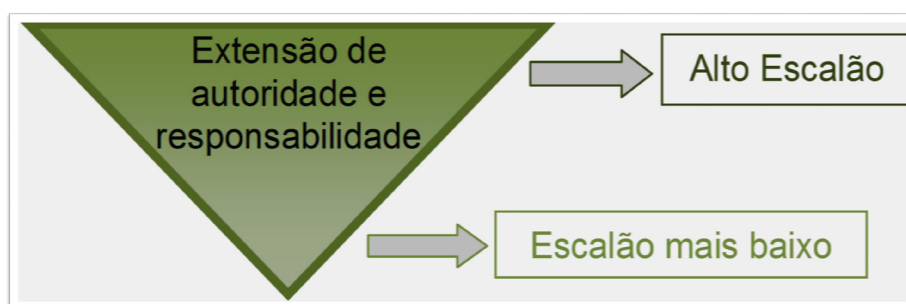 Extensão de
autoridade e
responsabilidade
Alto Escalão
Escalão mais baixo